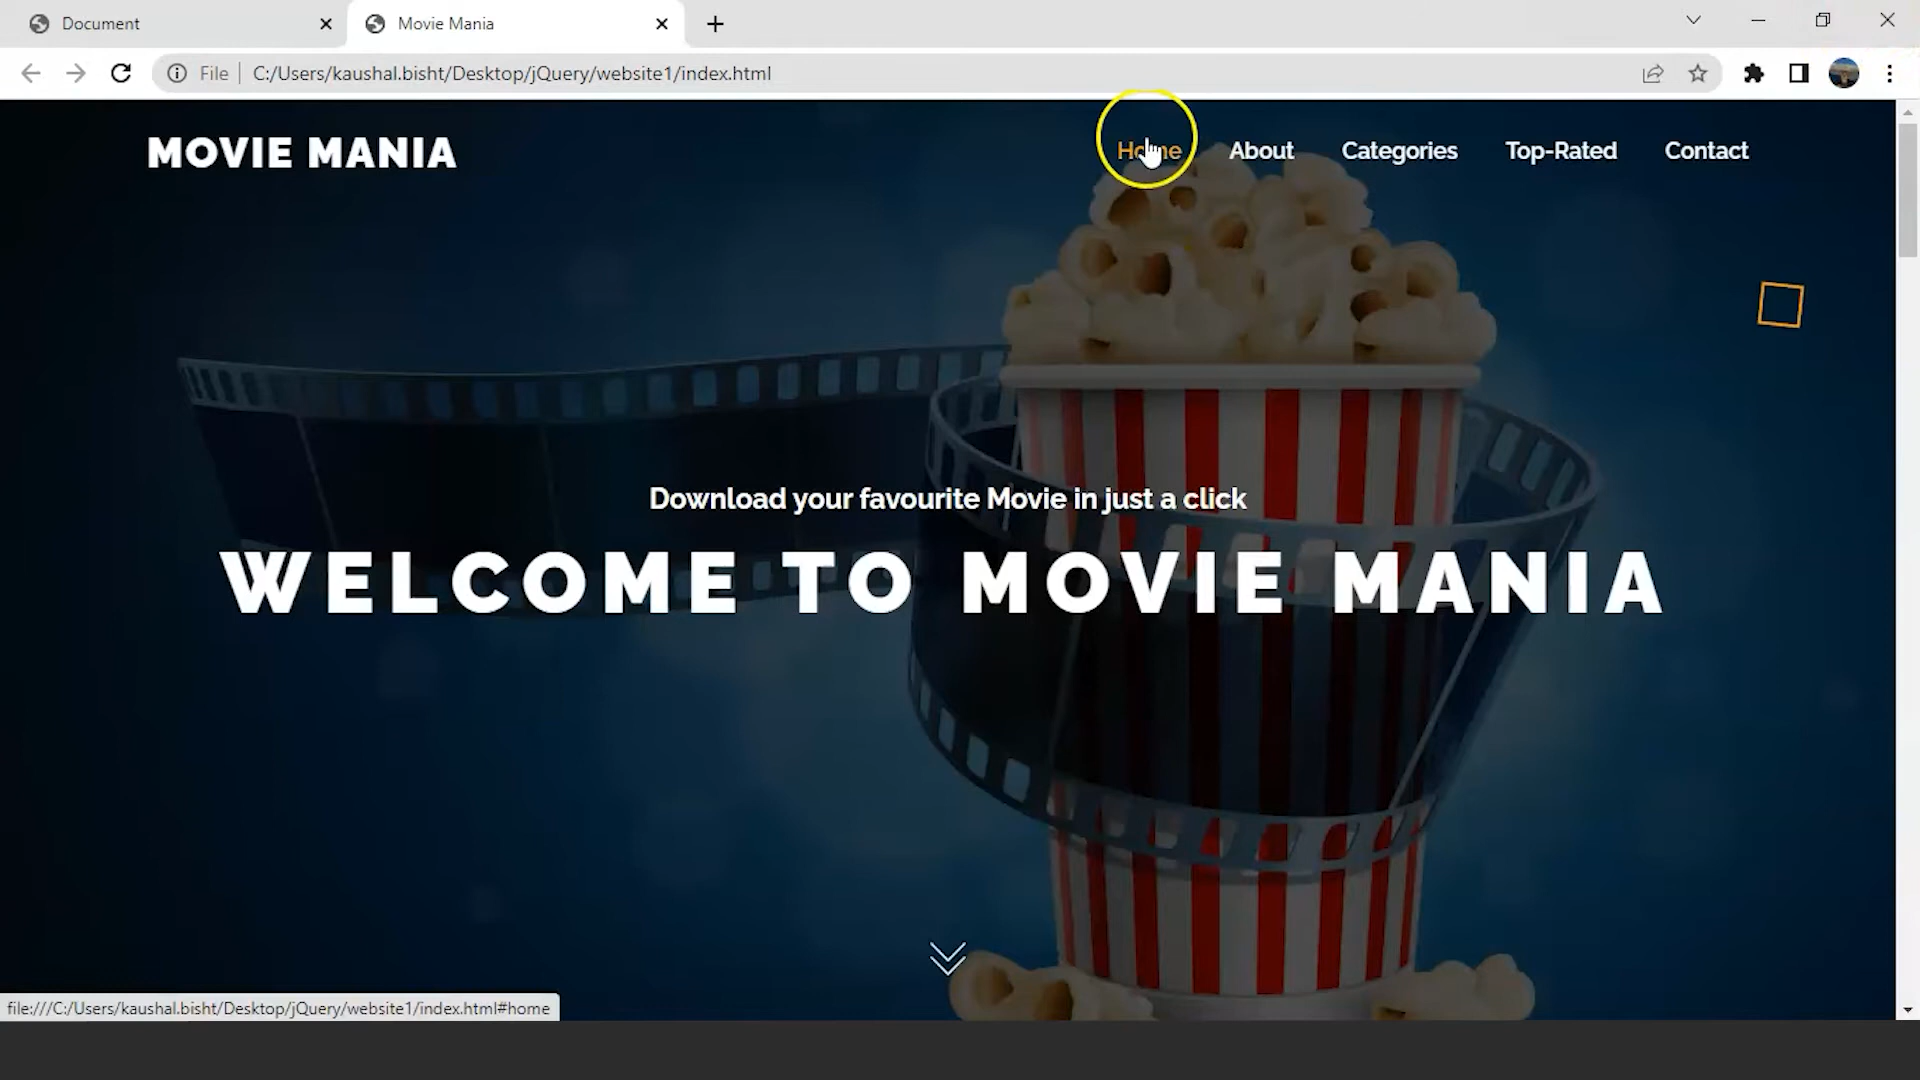 Document
Movie Mania
File
C:/Users/kaushal.bisht/Desktop/jQuery/website1/index.html
MOVIE MANIA
Home About Categories Top-Rated Contact
Download your favourite Movie in just a click
WELCOME TO MOVIE MANIA
file:///C:/Users/kaushal.bisht/Desktop/jQuery/website1/index.html#home